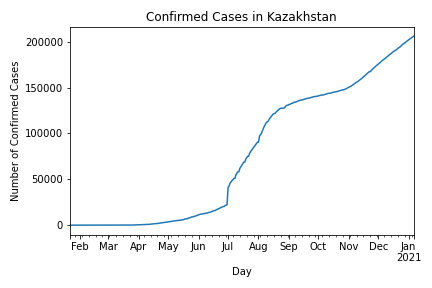 Confirmed Cases in Kazakhstan
Number of Confirmed Cases
200000
150000
100000
50000
0
Feb Mar Apr May Jun Jul Aug Sep Oct Nov Dec Jan
2021
Day